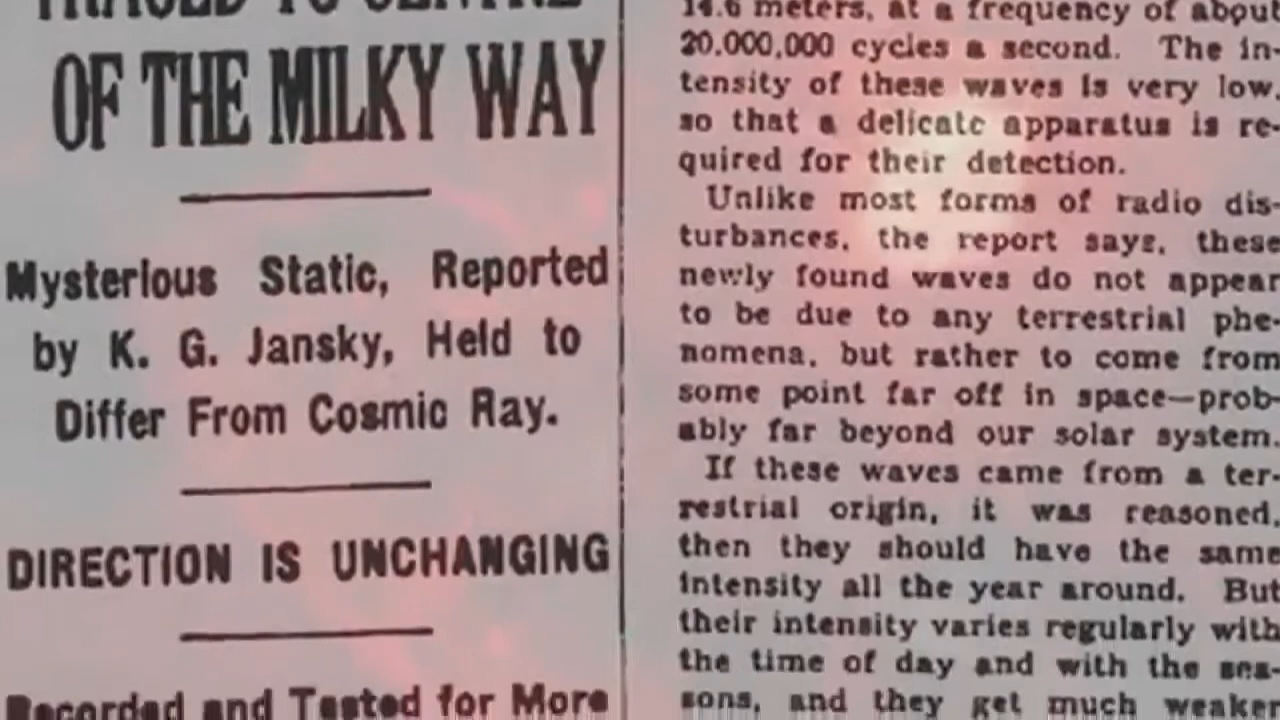 TRACED TO CENTRE
OF THE MILKY WAY
Mysterious Static, Reported
by K. G. Jansky, Held to
Differ From Cosmic Ray.
DIRECTION IS UNCHANGING
Recorded and Tested for More
14.6 meters, at a frequency of about
20,000,000 cycles a second. The in-
tensity of these waves is very low,
so that a delicate apparatus is re-
quired for their detection.
Unlike most forms of radio dis-
turbances, the report says, these
newly found waves do not appear
to be due to any terrestrial phe-
nomena, but rather to come from
some point far off in space—prob-
ably far beyond our solar system.
If these waves came from a ter-
restrial origin, it was reasoned,
then they should have the same
intensity all the year around. But
their intensity varies regularly with
the time of day and with the sea-
sons, and they get much weaker